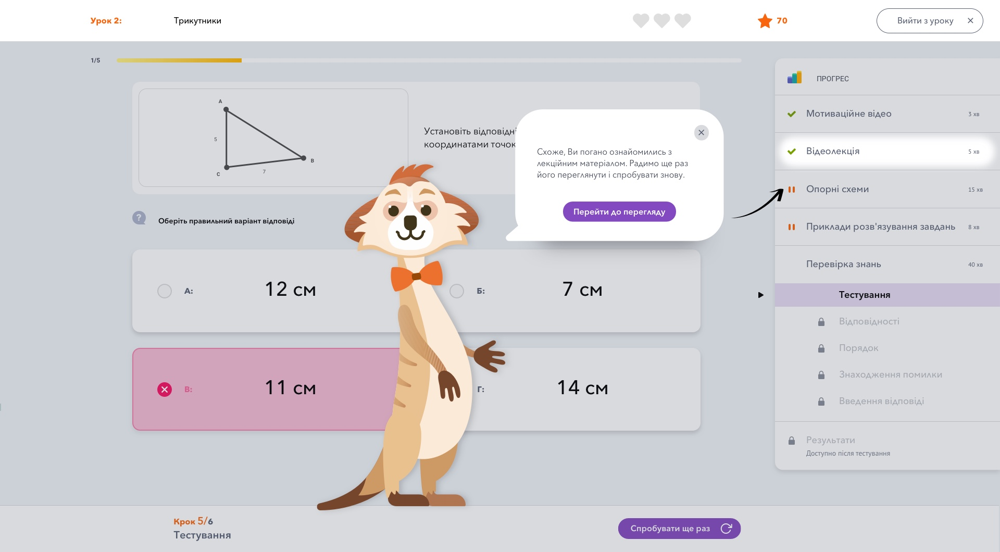 Урок 2:
Трикутники
70
Вийти з уроку
1/5
A
5
B
C
7
Установіть відповідні
координатами точок
Схоже, Ви погано ознайомились з
лекційним матеріалом. Радимо ще раз
його переглянути і спробувати знову.
Перейти до перегляду
?
Оберіть правильний варіант відповіді
А:
12 см
Б:
7 см
В:
11 см
Г:
14 см
ПРОГРЕС
Мотиваційне відео
3 хв
Відеолекція
5 хв
Опорні схеми
15 хв
Приклади розв'язування завдань
8 хв
Перевірка знань
40 хв
Тестування
Відповідності
Порядок
Знаходження помилки
Введення відповіді
Результати
Доступно після тестування
Крок 5/6
Тестування
Спробувати ще раз